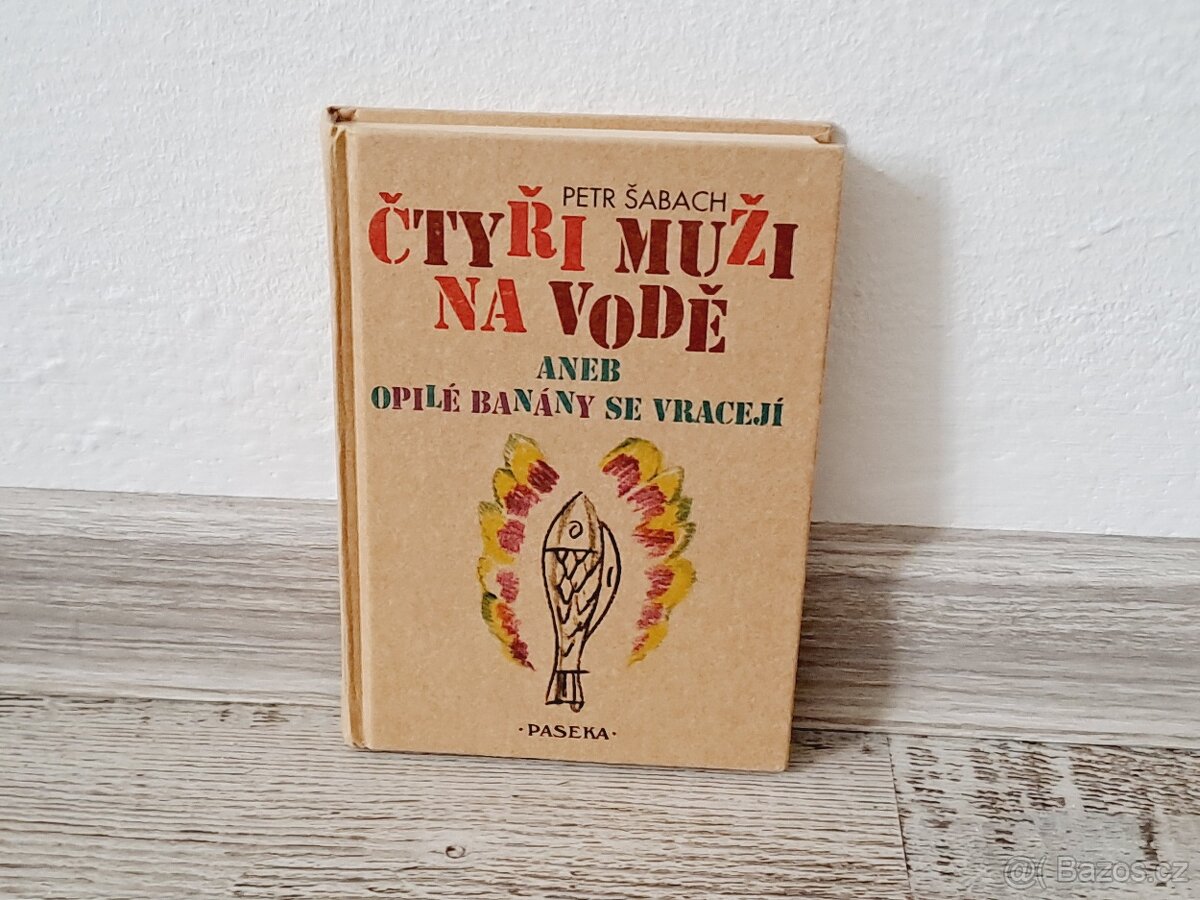 PETR ŠABACH
ČTYŘI MUŽI
NA VODĚ
ANEB
OPILÉ BANÁNY SE VRACEJÍ
·PASEKA·
@( Bazos.cz